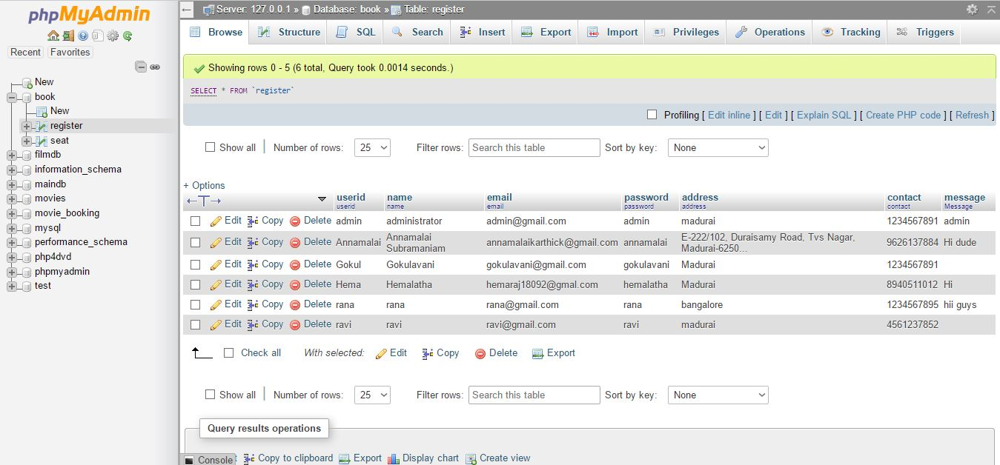 phpMyAdmin
Recent Favorites
New
book
New
register
seat
filmdb
information_schema
maindb
movies
movie_booking
mysql
performance_schema
php4dvd
phpmyadmin
test
Server: 127.0.0.1 » Database: book » Table: register
Browse Structure SQL Search Insert Export Import Privileges Operations Tracking Triggers
Showing rows 0 - 5 (6 total, Query took 0.0014 seconds.)
SELECT * FROM `register`
Profiling [ Edit inline ] [ Edit ] [ Explain SQL ] [ Create PHP code ] [ Refresh ]
Show all | Number of rows: 25 Filter rows: Search this table Sort by key: None
+ Options
←T→ userid name email password address contact message
userid name email password address contact Message
Edit Copy Delete admin administrator admin@gmail.com admin madurai 1234567891 admin
Edit Copy Delete Annamalai Annamalai Subramaniam annamalaikarthick@gmail.com annamalai E-222/102, Duraisamy Road, Tvs Nagar, Madurai-6250... 9626137884 Hi dude
Edit Copy Delete Gokul Gokulavani gokulavani@gmail.com gokulavani Madurai 1234567891
Edit Copy Delete Hema Hemalatha hemaraj18092@gmal.com hemalatha Madurai 8940511012 Hi
Edit Copy Delete rana rana rana@gmail.com rana bangalore 1234567895 hii guys
Edit Copy Delete ravi ravi ravi@gmail.com ravi madurai 4561237852
Check all With selected: Edit Copy Delete Export
Show all | Number of rows: 25 Filter rows: Search this table Sort by key: None
Query results operations
Console Copy to clipboard Export Display chart Create view